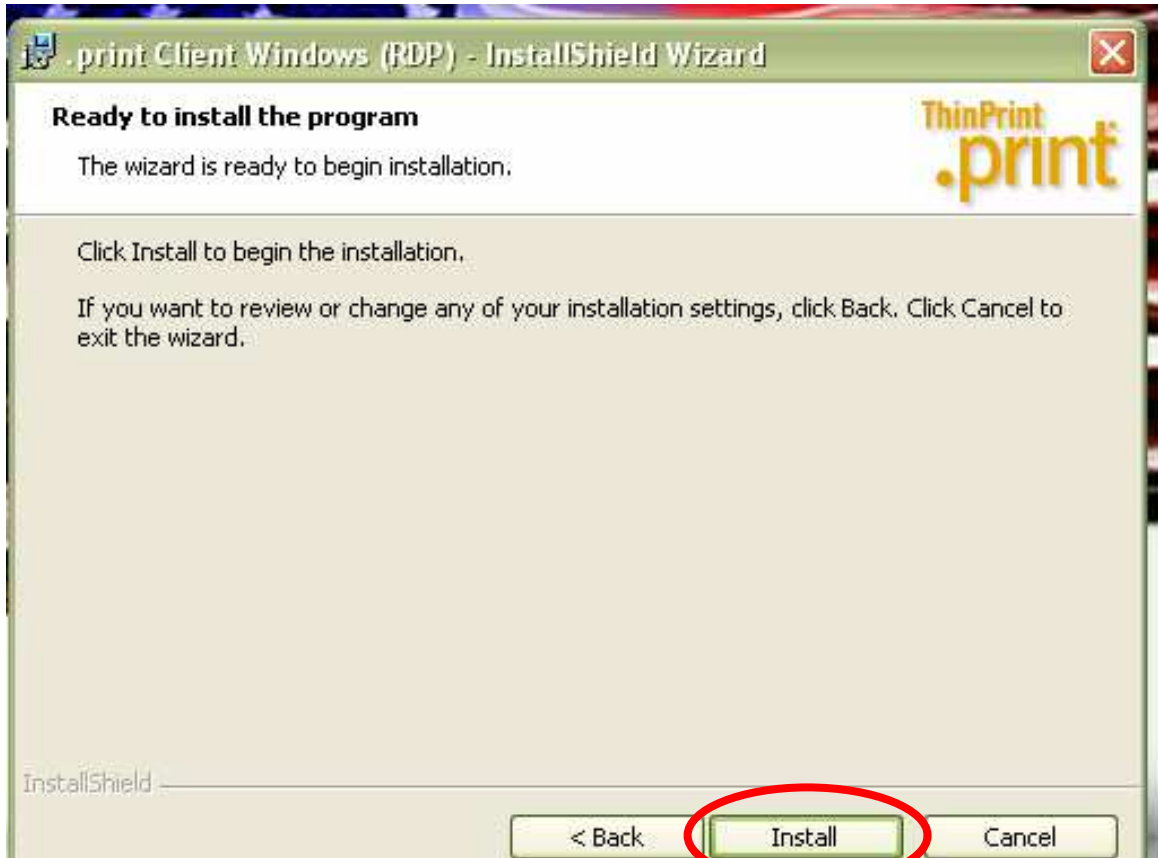 .print Client Windows (RDP) - InstallShield Wizard
Ready to install the program
The wizard is ready to begin installation.
ThinPrint
.print
Click Install to begin the installation.
If you want to review or change any of your installation settings, click Back. Click Cancel to
exit the wizard.
InstallShield
< Back Install Cancel